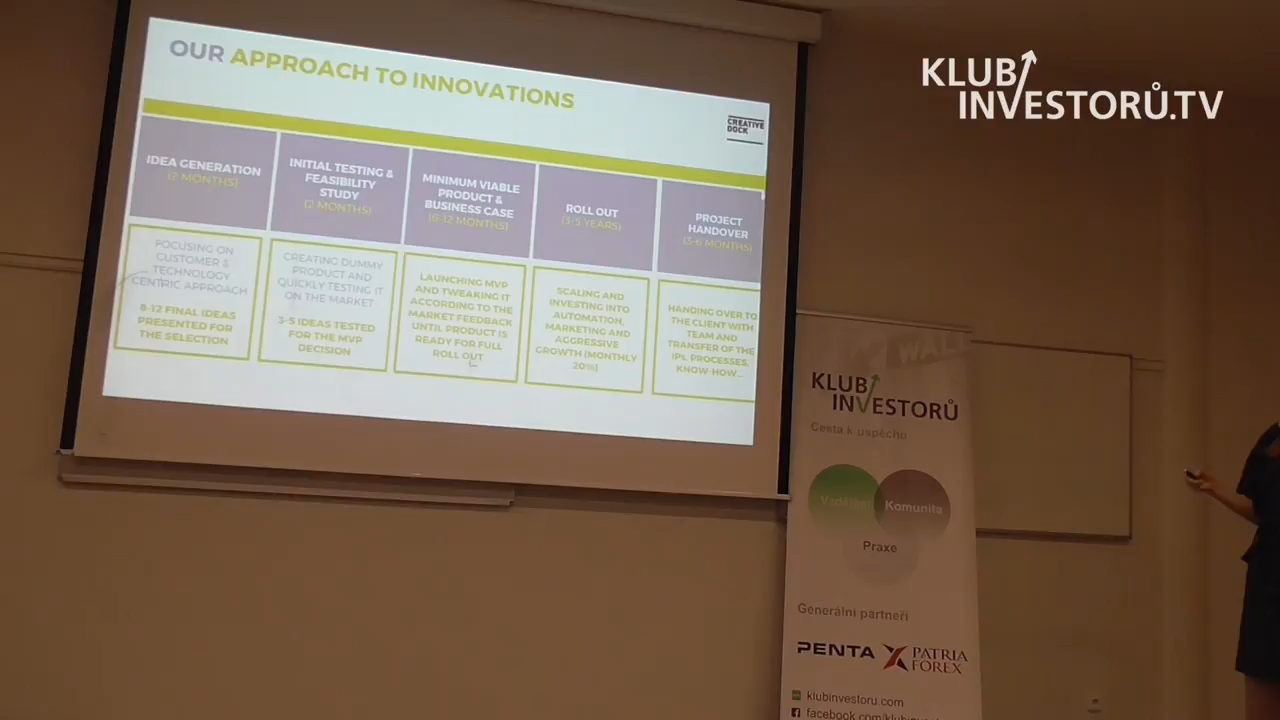 OUR APPROACH TO INNOVATIONS
CREATIVE
DOCK
IDEA GENERATION
(2 MONTHS)
FOCUSING ON
CUSTOMER &
TECHNOLOGY
CENTRIC APPROACH
8-12 FINAL IDEAS
PRESENTED FOR
THE SELECTION
INITIAL TESTING &
FEASIBILITY
STUDY
(2 MONTHS)
CREATING DUMMY
PRODUCT AND
QUICKLY TESTING IT
ON THE MARKET
3-5 IDEAS TESTED
FOR THE MVP
DECISION
MINIMUM VIABLE
PRODUCT &
BUSINESS CASE
(6-12 MONTHS)
LAUNCHING MVP
AND TWEAKING IT
ACCORDING TO THE
MARKET FEEDBACK
UNTIL PRODUCT IS
READY FOR FULL
ROLL OUT
ROLL OUT
(3-5 YEARS)
SCALING AND
INVESTING INTO
AUTOMATION,
MARKETING AND
AGGRESSIVE
GROWTH (MONTHLY
20%)
PROJECT
HANDOVER
(3-6 MONTHS)
HANDING OVER TO
THE CLIENT WITH
TEAM AND
TRANSFER OF THE
IPs, PROCESSES,
KNOW-HOW...
KLUB
INVESTORŮ.TV
WALL
KLUB
INVESTORŮ
Cesta k úspěchu
Komunita
Praxe
Generální partneři
PENTA PATRIA
FOREX
klubinvestoru.com